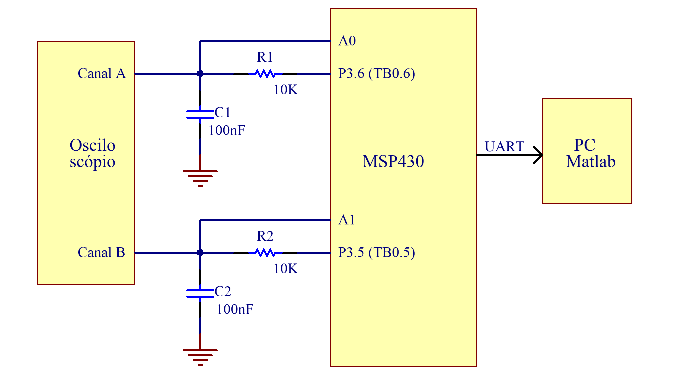 Canal A
R1
10K
A0
P3.6 (TB0.6)
C1
100nF
Oscilo
scópio
MSP430
UART
PC
Matlab
Canal B
R2
10K
A1
P3.5 (TB0.5)
C2
100nF